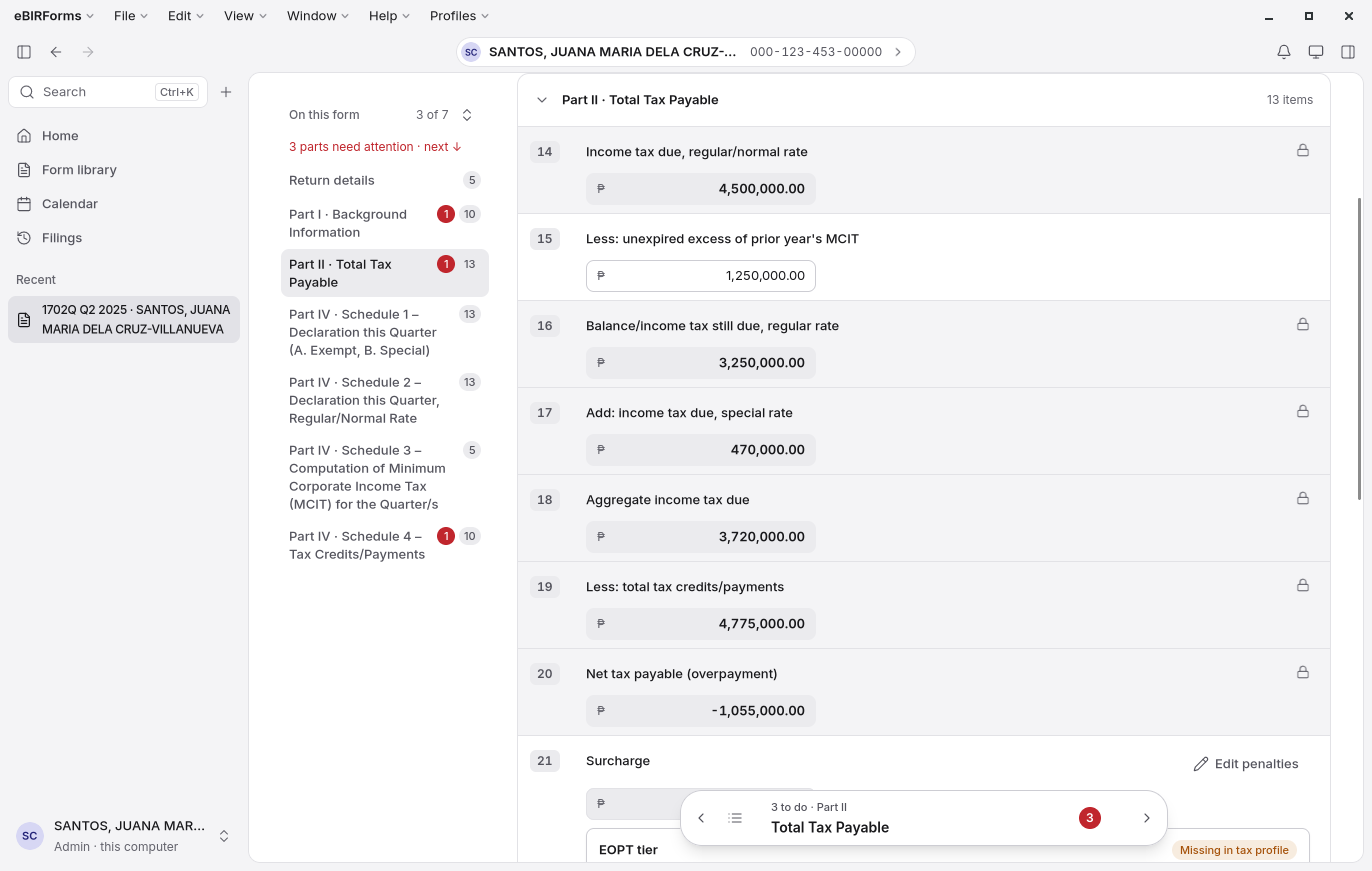 eBIRForms File Edit View Window Help Profiles
SC SANTOS, JUANA MARIA DELA CRUZ-... 000-123-453-00000
Search Ctrl+K
Home
Form library
Calendar
Filings
Recent
1702Q Q2 2025 · SANTOS, JUANA
MARIA DELA CRUZ-VILLANUEVA
SC SANTOS, JUANA MAR...
Admin · this computer
On this form 3 of 7
3 parts need attention · next ↓
Return details 5
Part I · Background 1 10
Information
Part II · Total Tax 1 13
Payable
Part IV · Schedule 1 – 13
Declaration this Quarter
(A. Exempt, B. Special)
Part IV · Schedule 2 – 13
Declaration this Quarter,
Regular/Normal Rate
Part IV · Schedule 3 – 5
Computation of Minimum
Corporate Income Tax
(MCIT) for the Quarter/s
Part IV · Schedule 4 – 1 10
Tax Credits/Payments
Part II · Total Tax Payable 13 items
14 Income tax due, regular/normal rate
₱ 4,500,000.00
15 Less: unexpired excess of prior year's MCIT
₱ 1,250,000.00
16 Balance/income tax still due, regular rate
₱ 3,250,000.00
17 Add: income tax due, special rate
₱ 470,000.00
18 Aggregate income tax due
₱ 3,720,000.00
19 Less: total tax credits/payments
₱ 4,775,000.00
20 Net tax payable (overpayment)
₱ -1,055,000.00
21 Surcharge Edit penalties
₱
EOPT tier Missing in tax profile
3 to do · Part II
Total Tax Payable 3